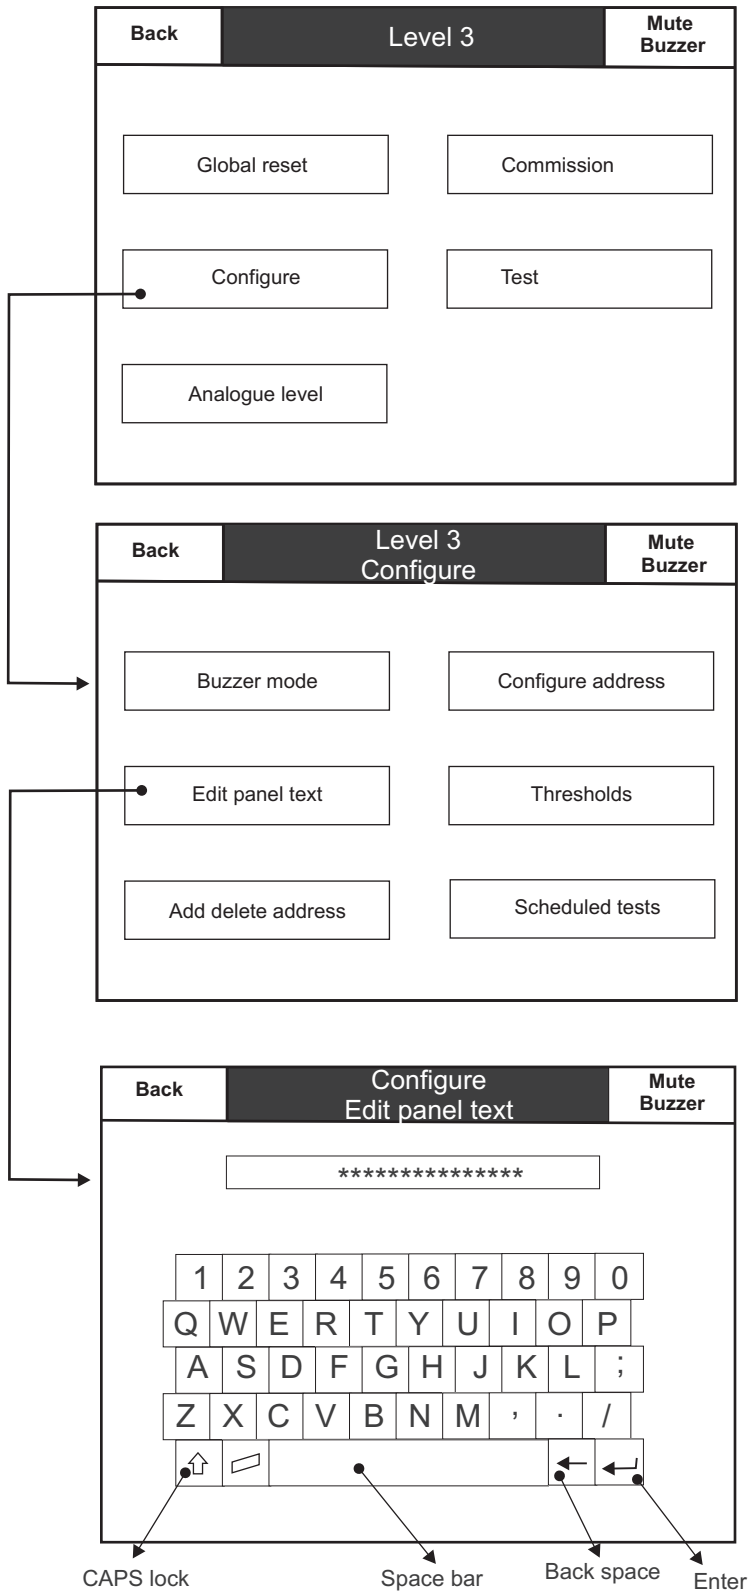 Back
Level 3
Mute
Buzzer
Global reset
Commission
Configure
Test
Analogue level
Back
Level 3
Configure
Mute
Buzzer
Buzzer mode
Configure address
Edit panel text
Thresholds
Add delete address
Scheduled tests
Back
Configure
Edit panel text
Mute
Buzzer
***************
1 2 3 4 5 6 7 8 9 0
Q W E R T Y U I O P
A S D F G H J K L ;
Z X C V B N M , . /
CAPS lock
Space bar
Back space
Enter